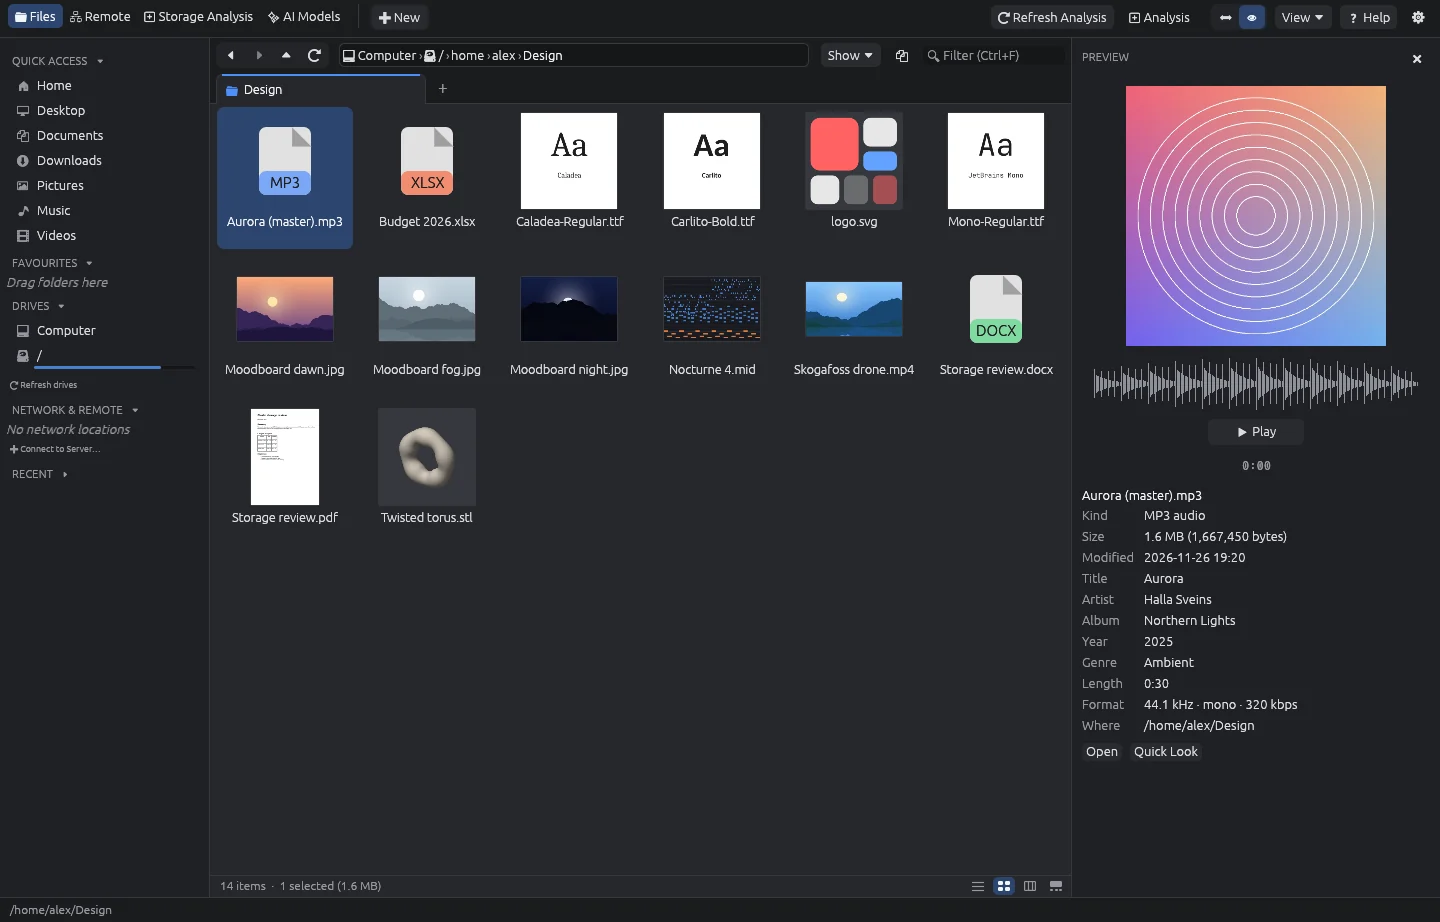 Files Remote Storage Analysis AI Models New Refresh Analysis Analysis View ? Help
QUICK ACCESS
Home
Desktop
Documents
Downloads
Pictures
Music
Videos
FAVOURITES
Drag folders here
DRIVES
Computer
/
Refresh drives
NETWORK & REMOTE
No network locations
Connect to Server...
RECENT
Computer › / › home › alex › Design
Show
Filter (Ctrl+F)
Design
MP3
Aurora (master).mp3
XLSX
Budget 2026.xlsx
Aa
Caladea
Caladea-Regular.ttf
Aa
Carlito
Carlito-Bold.ttf
logo.svg
Aa
JetBrains Mono
Mono-Regular.ttf
Moodboard dawn.jpg
Moodboard fog.jpg
Moodboard night.jpg
Nocturne 4.mid
Skogafoss drone.mp4
DOCX
Storage review.docx
Storage review.pdf
Twisted torus.stl
14 items · 1 selected (1.6 MB)
/home/alex/Design
PREVIEW
Play
0:00
Aurora (master).mp3
Kind MP3 audio
Size 1.6 MB (1,667,450 bytes)
Modified 2026-11-26 19:20
Title Aurora
Artist Halla Sveins
Album Northern Lights
Year 2025
Genre Ambient
Length 0:30
Format 44.1 kHz · mono · 320 kbps
Where /home/alex/Design
Open Quick Look